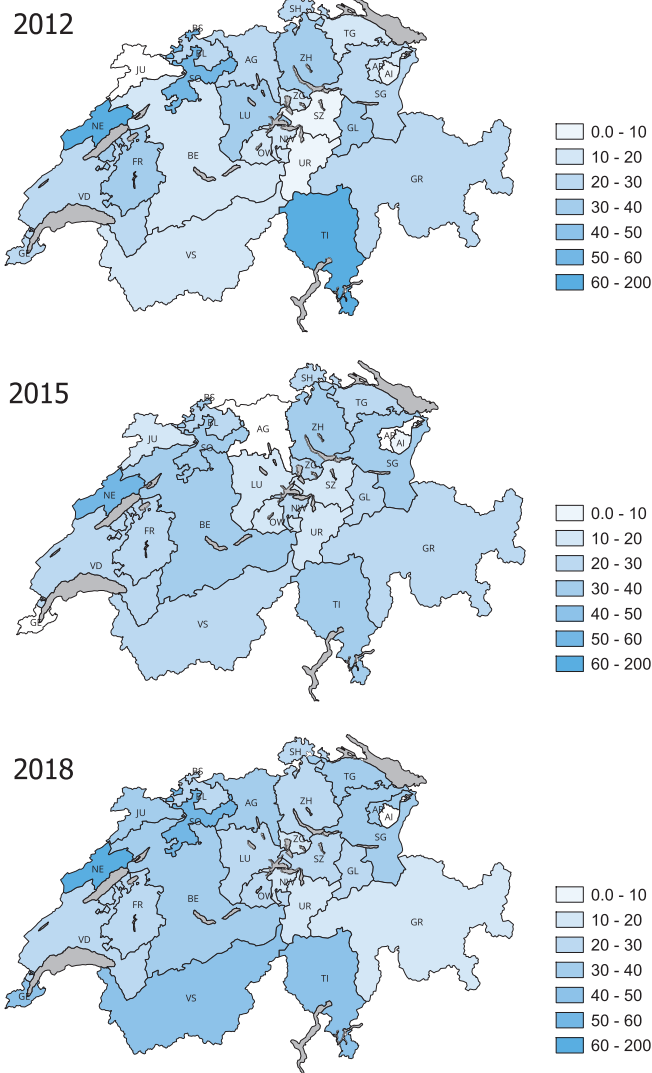 2012
SH
BS
TG
BL
AG
ZH
JU
AR
AI
SO
SG
ZG
LU
SZ
NE
GL
NW
OW
FR
BE
UR
GR
VD
TI
GE
VS
0.0 - 10
10 - 20
20 - 30
30 - 40
40 - 50
50 - 60
60 - 200
2015
SH
BS
TG
BL
AG
ZH
JU
AR
AI
SO
SG
ZG
LU
SZ
NE
GL
NW
OW
FR
BE
UR
GR
VD
TI
GE
VS
0.0 - 10
10 - 20
20 - 30
30 - 40
40 - 50
50 - 60
60 - 200
2018
SH
BS
TG
BL
AG
ZH
JU
AR
AI
SO
SG
ZG
LU
SZ
NE
GL
NW
OW
FR
BE
UR
GR
VD
TI
GE
VS
0.0 - 10
10 - 20
20 - 30
30 - 40
40 - 50
50 - 60
60 - 200